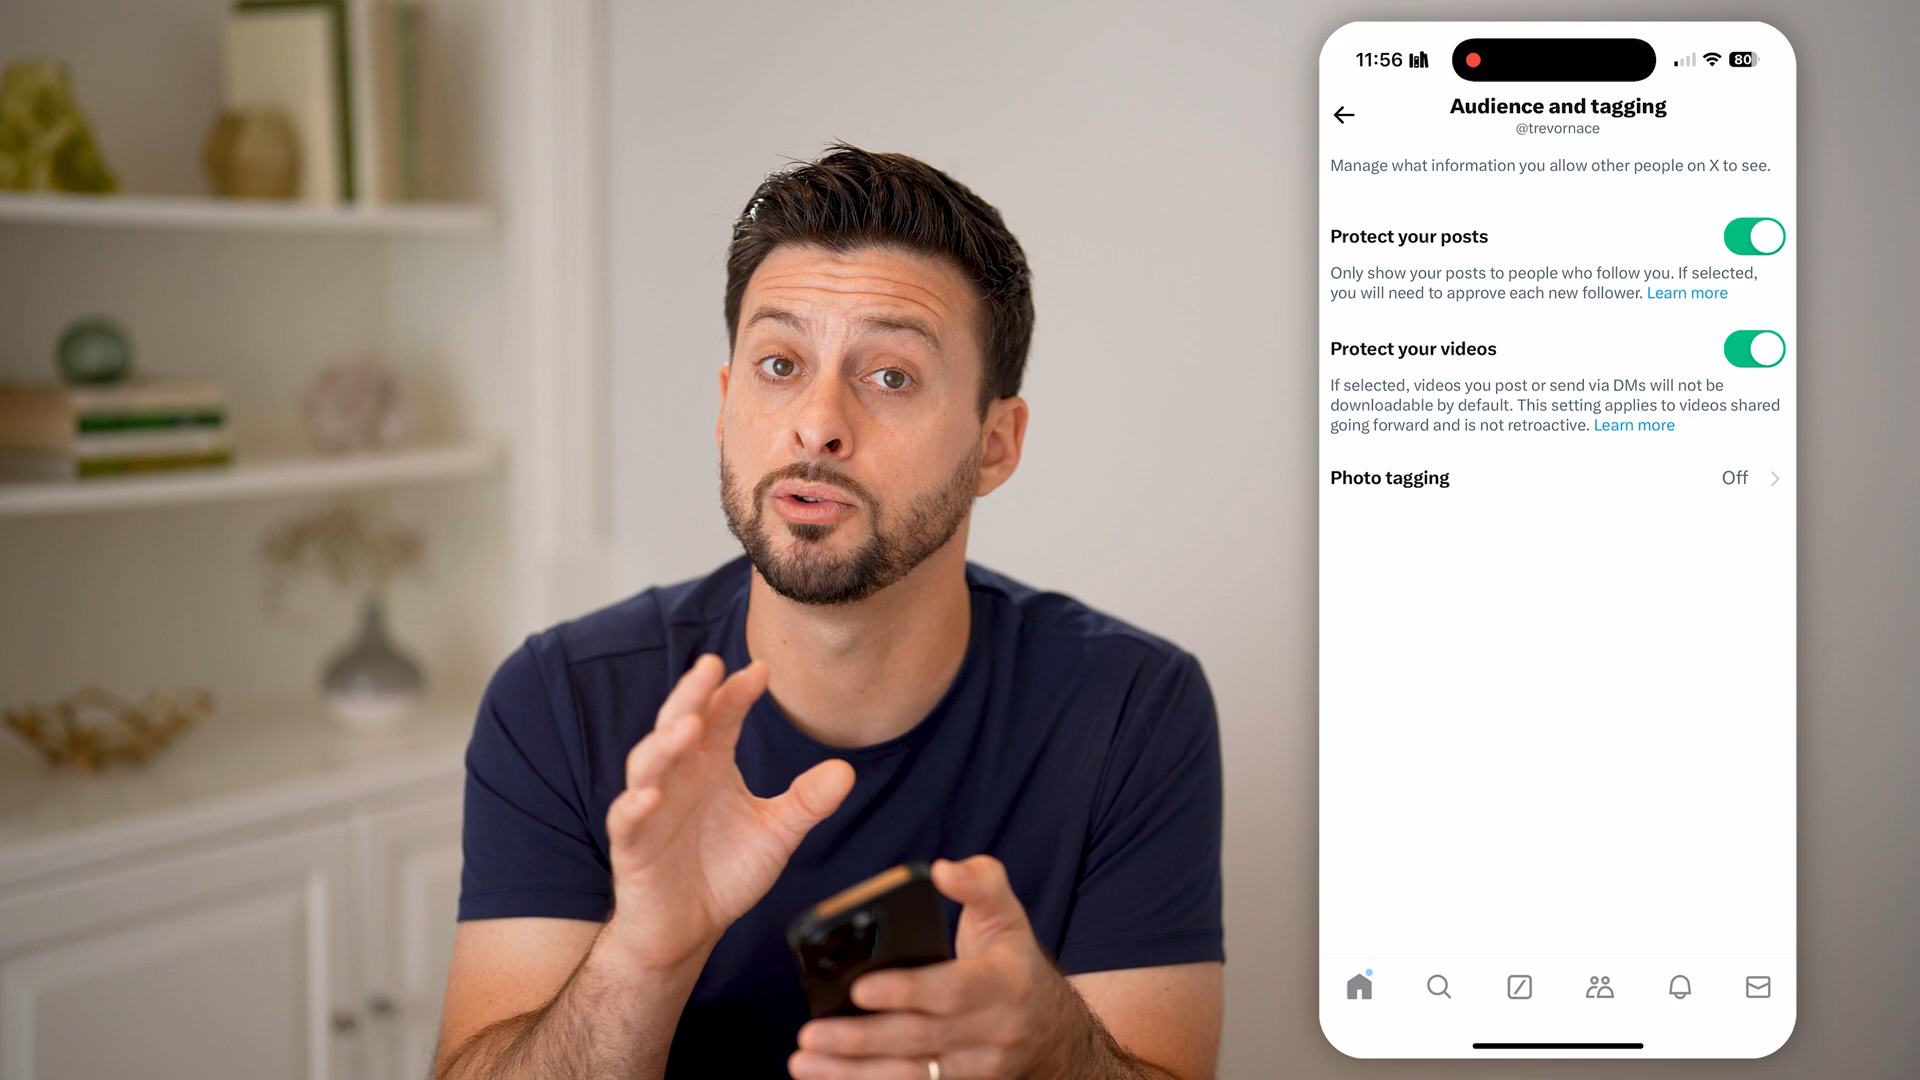 11:56
80
Audience and tagging
@trevornace
Manage what information you allow other people on X to see.
Protect your posts
Only show your posts to people who follow you. If selected,
you will need to approve each new follower. Learn more
Protect your videos
If selected, videos you post or send via DMs will not be
downloadable by default. This setting applies to videos shared
going forward and is not retroactive. Learn more
Photo tagging
Off